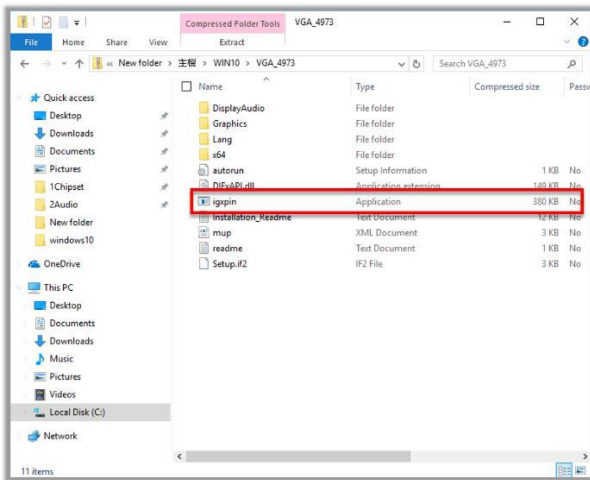 Compressed Folder Tools VGA_4973
File Home Share View Extract
« New folder > 主檔 > WIN10 > VGA_4973 Search VGA_4973
Name Type Compressed size Passw
Quick access
Desktop
Downloads
Documents
Pictures
1Chipset
2Audio
New folder
windows10
OneDrive
This PC
Desktop
Documents
Downloads
Music
Pictures
Videos
Local Disk (C:)
Network
DisplayAudio File folder
Graphics File folder
Lang File folder
x64 File folder
autorun Setup Information 1 KB No
DIFxAPI.dll Application extension 149 KB No
igxpin Application 380 KB No
Installation_Readme Text Document 12 KB No
mup XML Document 3 KB No
readme Text Document 1 KB No
Setup.if2 IF2 File 3 KB No
11 items